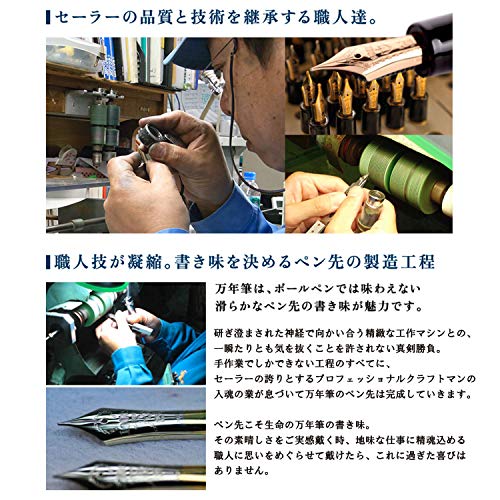 セーラーの品質と技術を継承する職人達。
職人技が凝縮。書き味を決めるペン先の製造工程
万年筆は、ボールペンでは味わえない
滑らかなペン先の書き味が魅力です。
研ぎ澄まされた神経で向かい合う精緻な工作マシンとの、
一瞬たりとも気を抜くことを許されない真剣勝負。
手作業でしかできない工程のすべてに、
セーラーの誇りとするプロフェッショナルクラフトマンの
入魂の業が息づいて万年筆のペン先は完成していきます。
ペン先こそ生命の万年筆の書き味。
その素晴しさをご実感戴く時、地味な仕事に精魂込める
職人に思いをめぐらせて戴けたら、これに過ぎた喜びは
ありません。